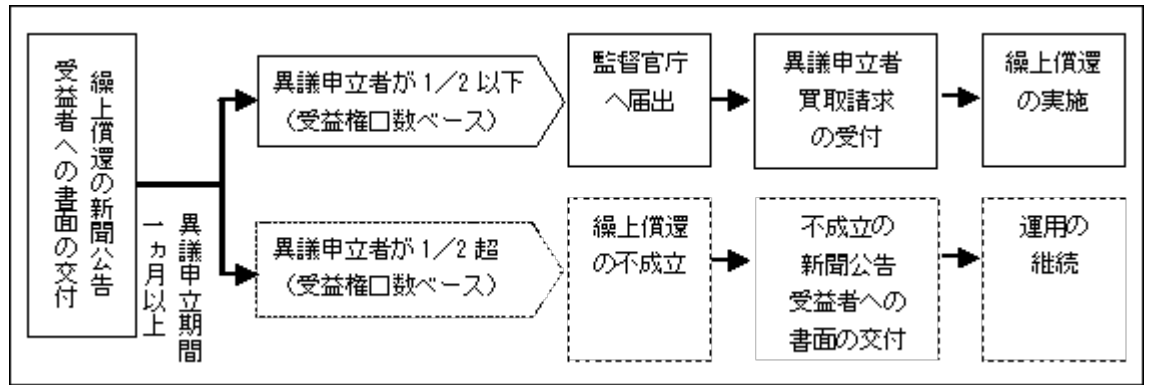 繰上償還の新聞公告
受益者への書面の交付
異議申立期間
一ヵ月以上
異議申立者が1/2以下
(受益権口数ベース)
監督官庁
へ届出
異議申立者
買取請求
の受付
繰上償還
の実施
異議申立者が1/2超
(受益権口数ベース)
繰上償還
の不成立
不成立の
新聞公告
受益者への
書面の交付
運用の
継続